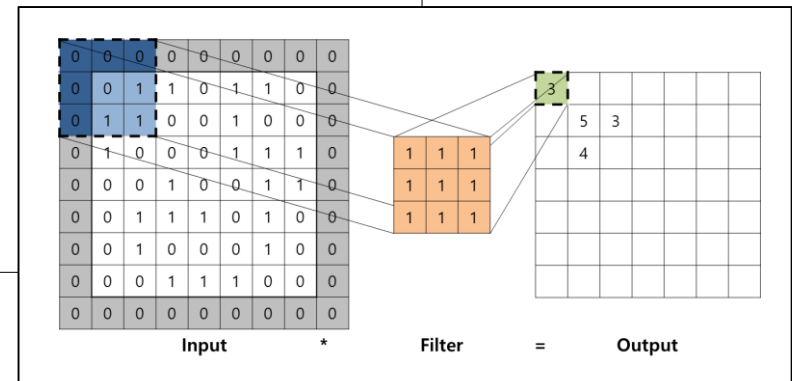 0 0 0 0 0 0 0 0 0
0 0 1 1 0 1 1 0 0 3
0 1 1 0 0 1 0 0 0 5 3
0 1 0 0 0 1 1 1 0 1 1 1 4
0 0 0 1 0 0 1 1 0 1 1 1
0 0 1 1 1 0 1 0 0 1 1 1
0 0 1 0 0 0 1 0 0
0 0 0 1 1 1 0 0 0
0 0 0 0 0 0 0 0 0
Input * Filter = Output